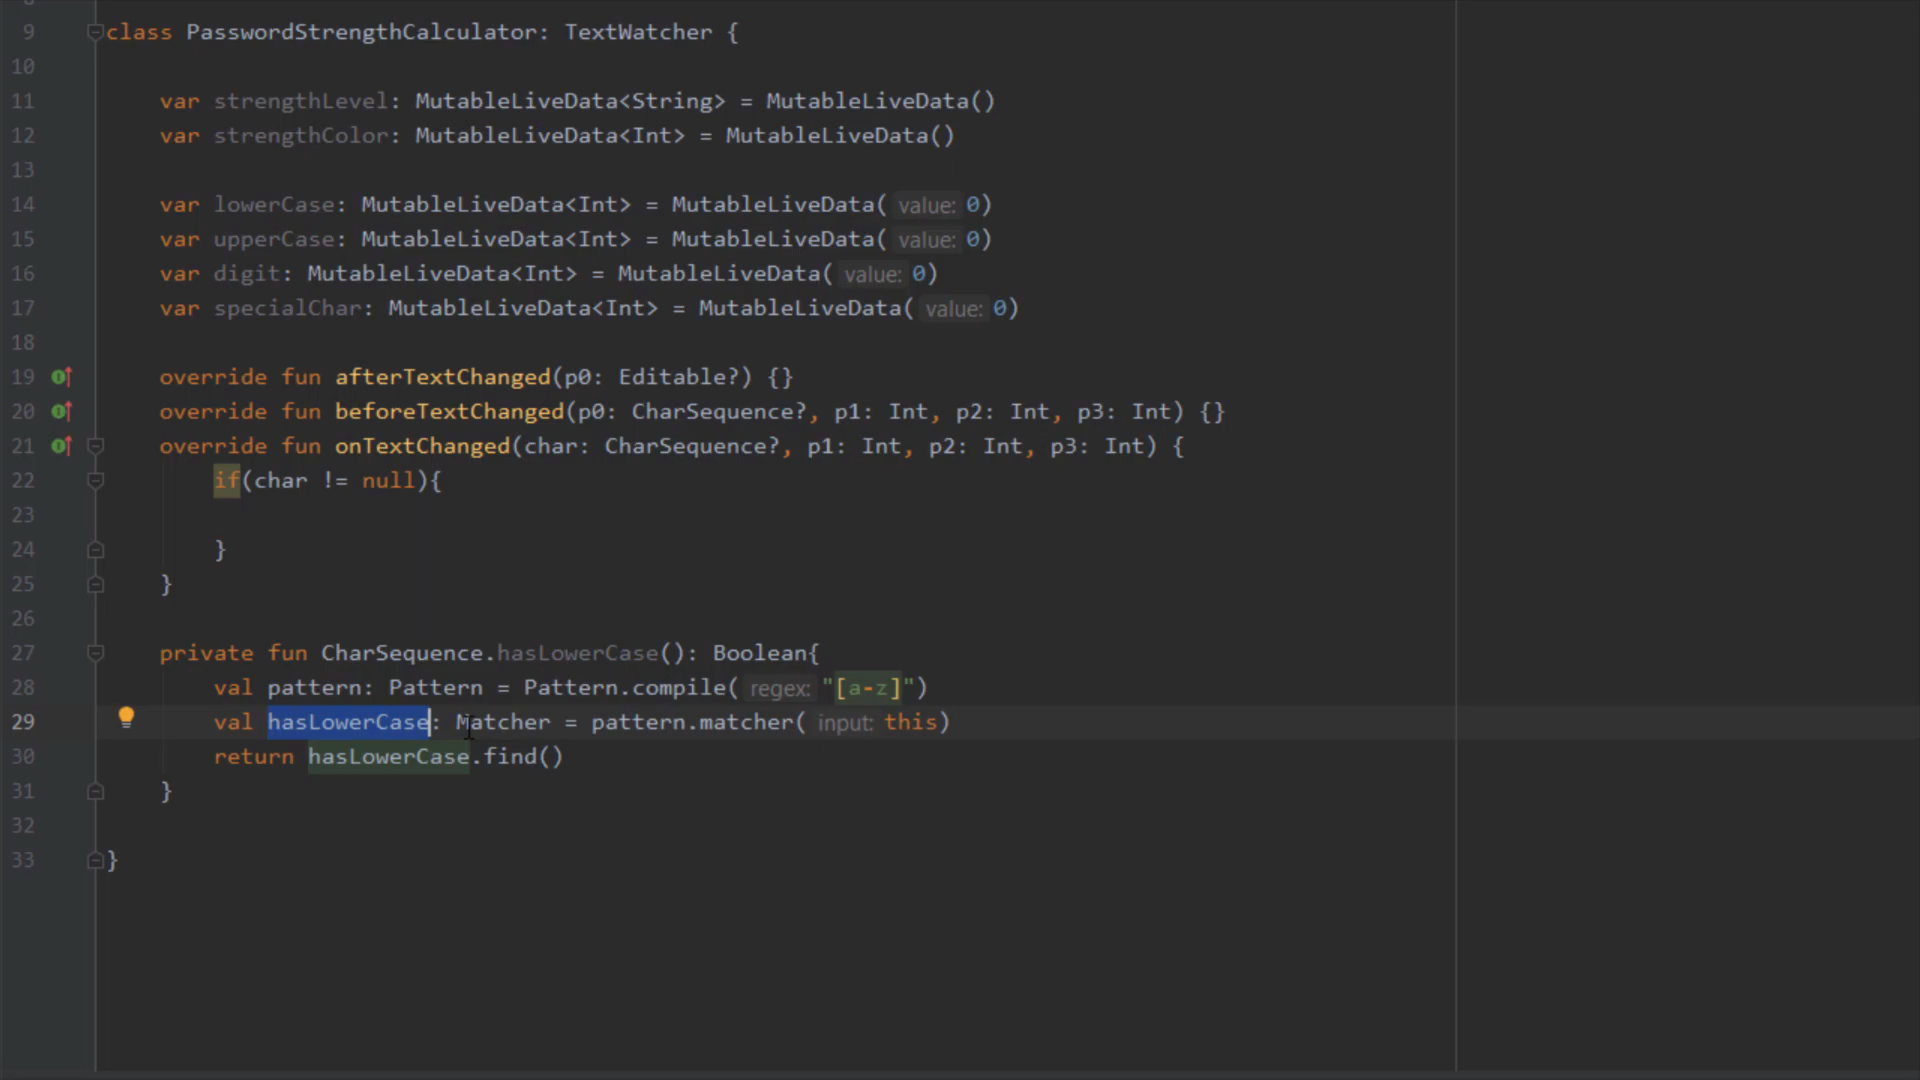 9 class PasswordStrengthCalculator: TextWatcher {
10
11 var strengthLevel: MutableLiveData<String> = MutableLiveData()
12 var strengthColor: MutableLiveData<Int> = MutableLiveData()
13
14 var lowerCase: MutableLiveData<Int> = MutableLiveData( value: 0)
15 var upperCase: MutableLiveData<Int> = MutableLiveData( value: 0)
16 var digit: MutableLiveData<Int> = MutableLiveData( value: 0)
17 var specialChar: MutableLiveData<Int> = MutableLiveData( value: 0)
18
19 override fun afterTextChanged(p0: Editable?) {}
20 override fun beforeTextChanged(p0: CharSequence?, p1: Int, p2: Int, p3: Int) {}
21 override fun onTextChanged(char: CharSequence?, p1: Int, p2: Int, p3: Int) {
22 if(char != null){
23
24 }
25 }
26
27 private fun CharSequence.hasLowerCase(): Boolean{
28 val pattern: Pattern = Pattern.compile( regex: "[a-z]")
29 val hasLowerCase: Matcher = pattern.matcher( input: this)
30 return hasLowerCase.find()
31 }
32
33 }